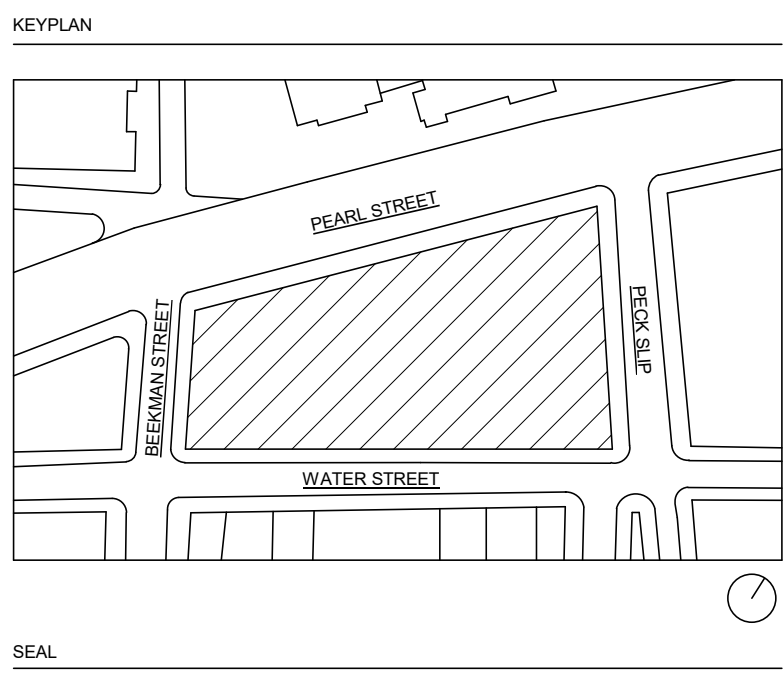 KEYPLAN
PEARL STREET
BEEKMAN STREET
PECK SLIP
WATER STREET
SEAL